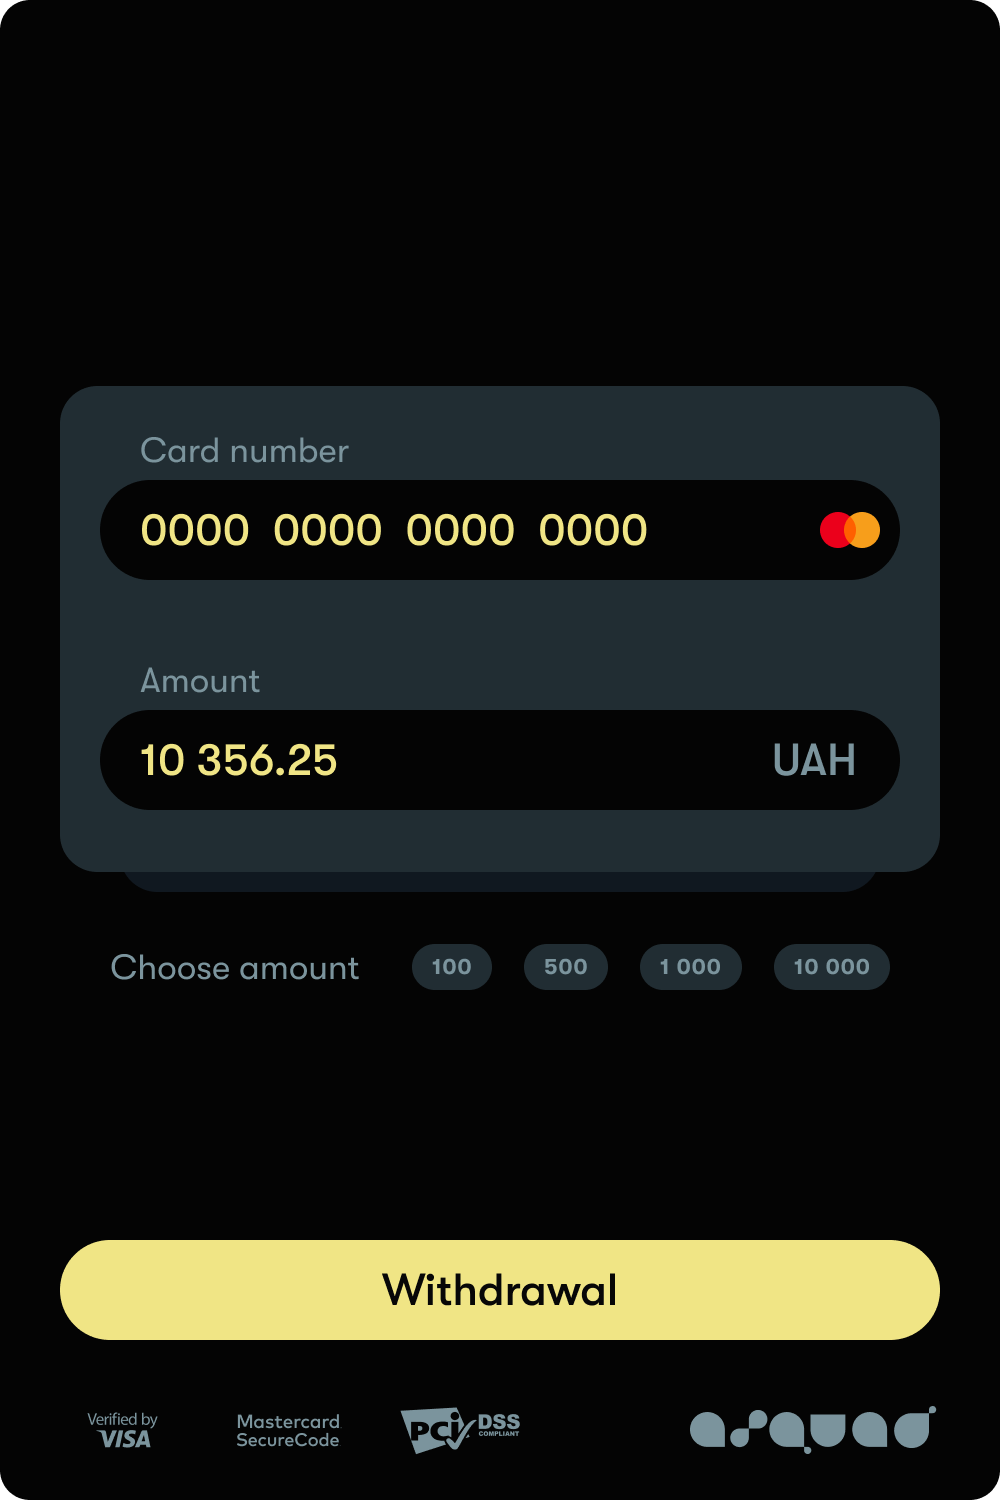 Card number
0000 0000 0000 0000
Amount
10 356.25 UAH
Choose amount 100 500 1 000 10 000
Withdrawal
Verified by
VISA
Mastercard
SecureCode
PCi DSS
COMPLIANT